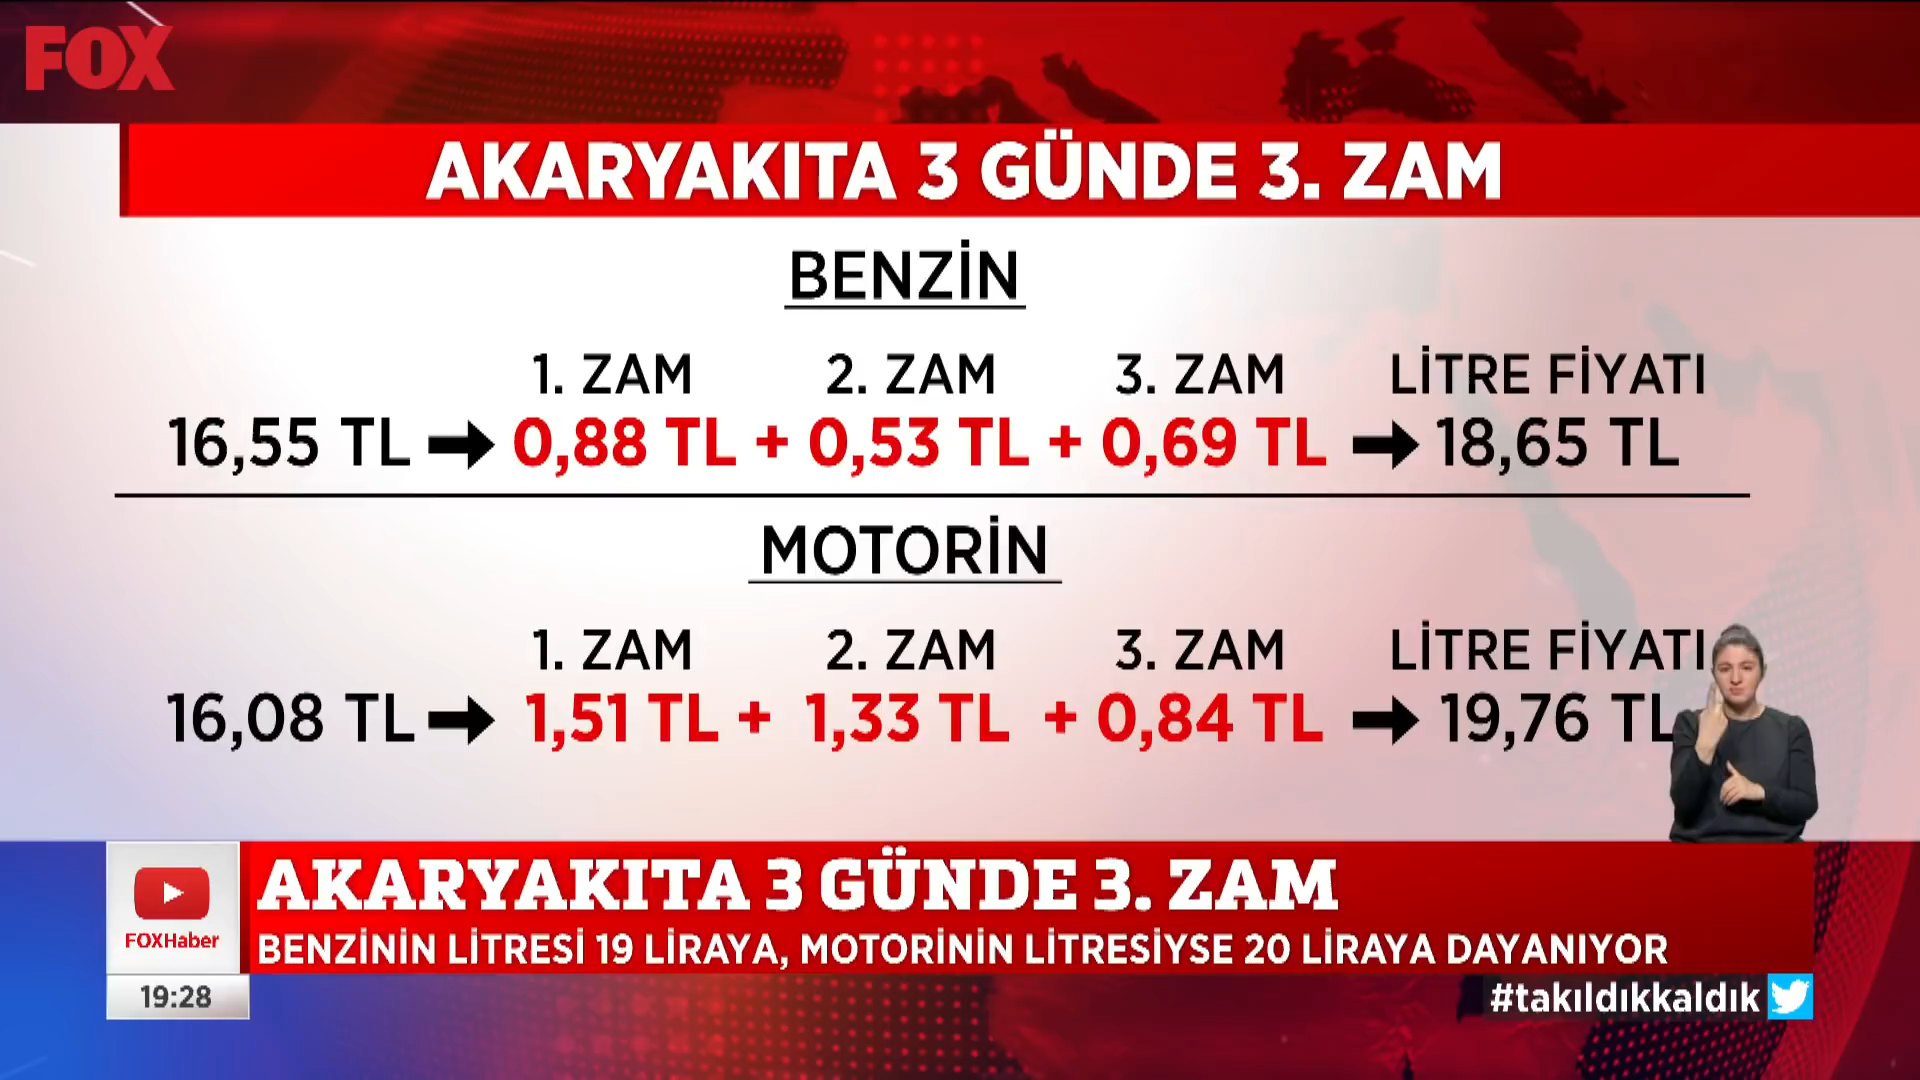 FOX
AKARYAKITA 3 GÜNDE 3. ZAM
BENZİN
1. ZAM 2. ZAM 3. ZAM LİTRE FİYATI
16,55 TL 0,88 TL + 0,53 TL + 0,69 TL 18,65 TL
MOTORİN
1. ZAM 2. ZAM 3. ZAM LİTRE FİYATI
16,08 TL 1,51 TL + 1,33 TL + 0,84 TL 19,76 TL
AKARYAKITA 3 GÜNDE 3. ZAM
FOXHaber
BENZİNİN LİTRESİ 19 LİRAYA, MOTORİNİN LİTRESİYSE 20 LİRAYA DAYANIYOR
19:28
#takıldıkkaldık